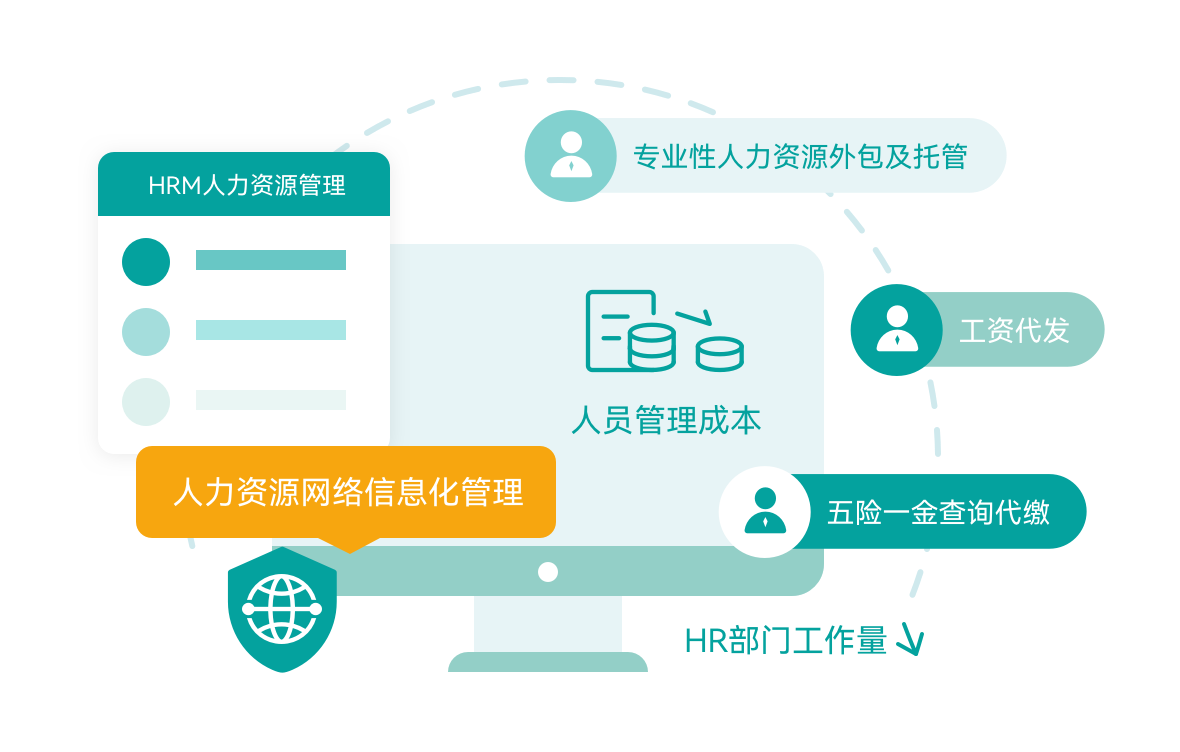 专业性人力资源外包及托管
HRM人力资源管理
工资代发
人员管理成本
人力资源网络信息化管理
五险一金查询代缴
HR部门工作量